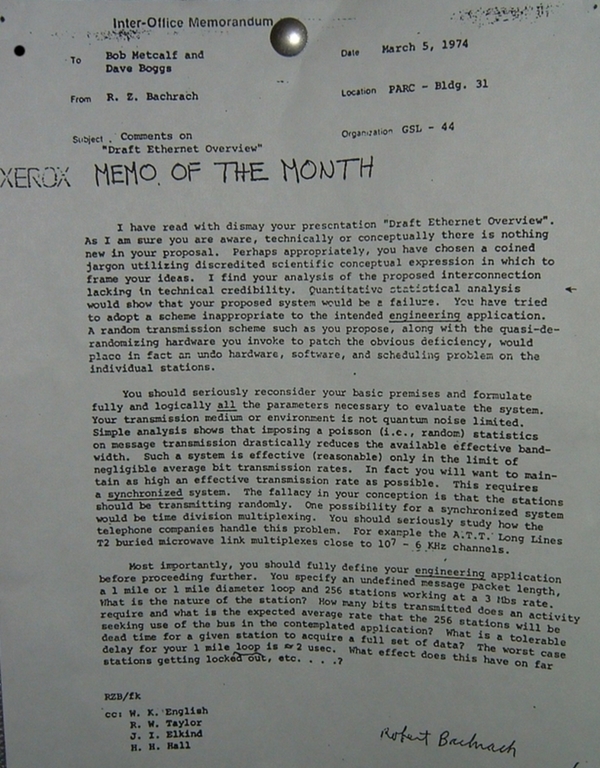 Inter-Office Memorandum
To Bob Metcalf and Dave Boggs
Date March 5, 1974
From R. Z. Bachrach
Location PARC - Bldg. 31
Subject Comments on "Draft Ethernet Overview"
Organization GSL - 44
XEROX MEMO OF THE MONTH
I have read with dismay your presentation "Draft Ethernet Overview".
As I am sure you are aware, technically or conceptually there is nothing
new in your proposal. Perhaps appropriately, you have chosen a coined
jargon utilizing discredited scientific conceptual expression in which to
frame your ideas. I find your analysis of the proposed interconnection
lacking in technical credibility. Quantitative statistical analysis ←
would show that your proposed system would be a failure. You have tried
to adopt a scheme inappropriate to the intended engineering application.
A random transmission scheme such as you propose, along with the quasi-de-
randomizing hardware you invoke to patch the obvious deficiency, would
place in fact an undo hardware, software, and scheduling problem on the
individual stations.
You should seriously reconsider your basic premises and formulate
fully and logically all the parameters necessary to evaluate the system.
Your transmission medium or environment is not quantum noise limited.
Simple analysis shows that imposing a poisson (i.e., random) statistics
on message transmission drastically reduces the available effective band-
width. Such a system is effective (reasonable) only in the limit of
negligible average bit transmission rates. In fact you will want to main-
tain as high an effective transmission rate as possible. This requires
a synchronized system. The fallacy in your conception is that the stations
should be transmitting randomly. One possibility for a synchronized system
would be time division multiplexing. You should seriously study how the
telephone companies handle this problem. For example the A.T.T. Long Lines
T2 buried microwave link multiplexes close to 10⁷ - 6 KHz channels.
Most importantly, you should fully define your engineering application
before proceeding further. You specify an undefined message packet length,
a 1 mile or 1 mile diameter loop and 256 stations working at a 3 Mbs rate.
What is the nature of the station? How many bits transmitted does an activity
require and what is the expected average rate that the 256 stations will be
seeking use of the bus in the contemplated application? What is a tolerable
dead time for a given station to acquire a full set of data? The worst case
delay for your 1 mile loop is ≈ 2 usec. What effect does this have on far
stations getting locked out, etc. . . .?
RZB/fk
cc: W. K. English
R. W. Taylor
J. I. Elkind
H. H. Hall
Robert Bachrach